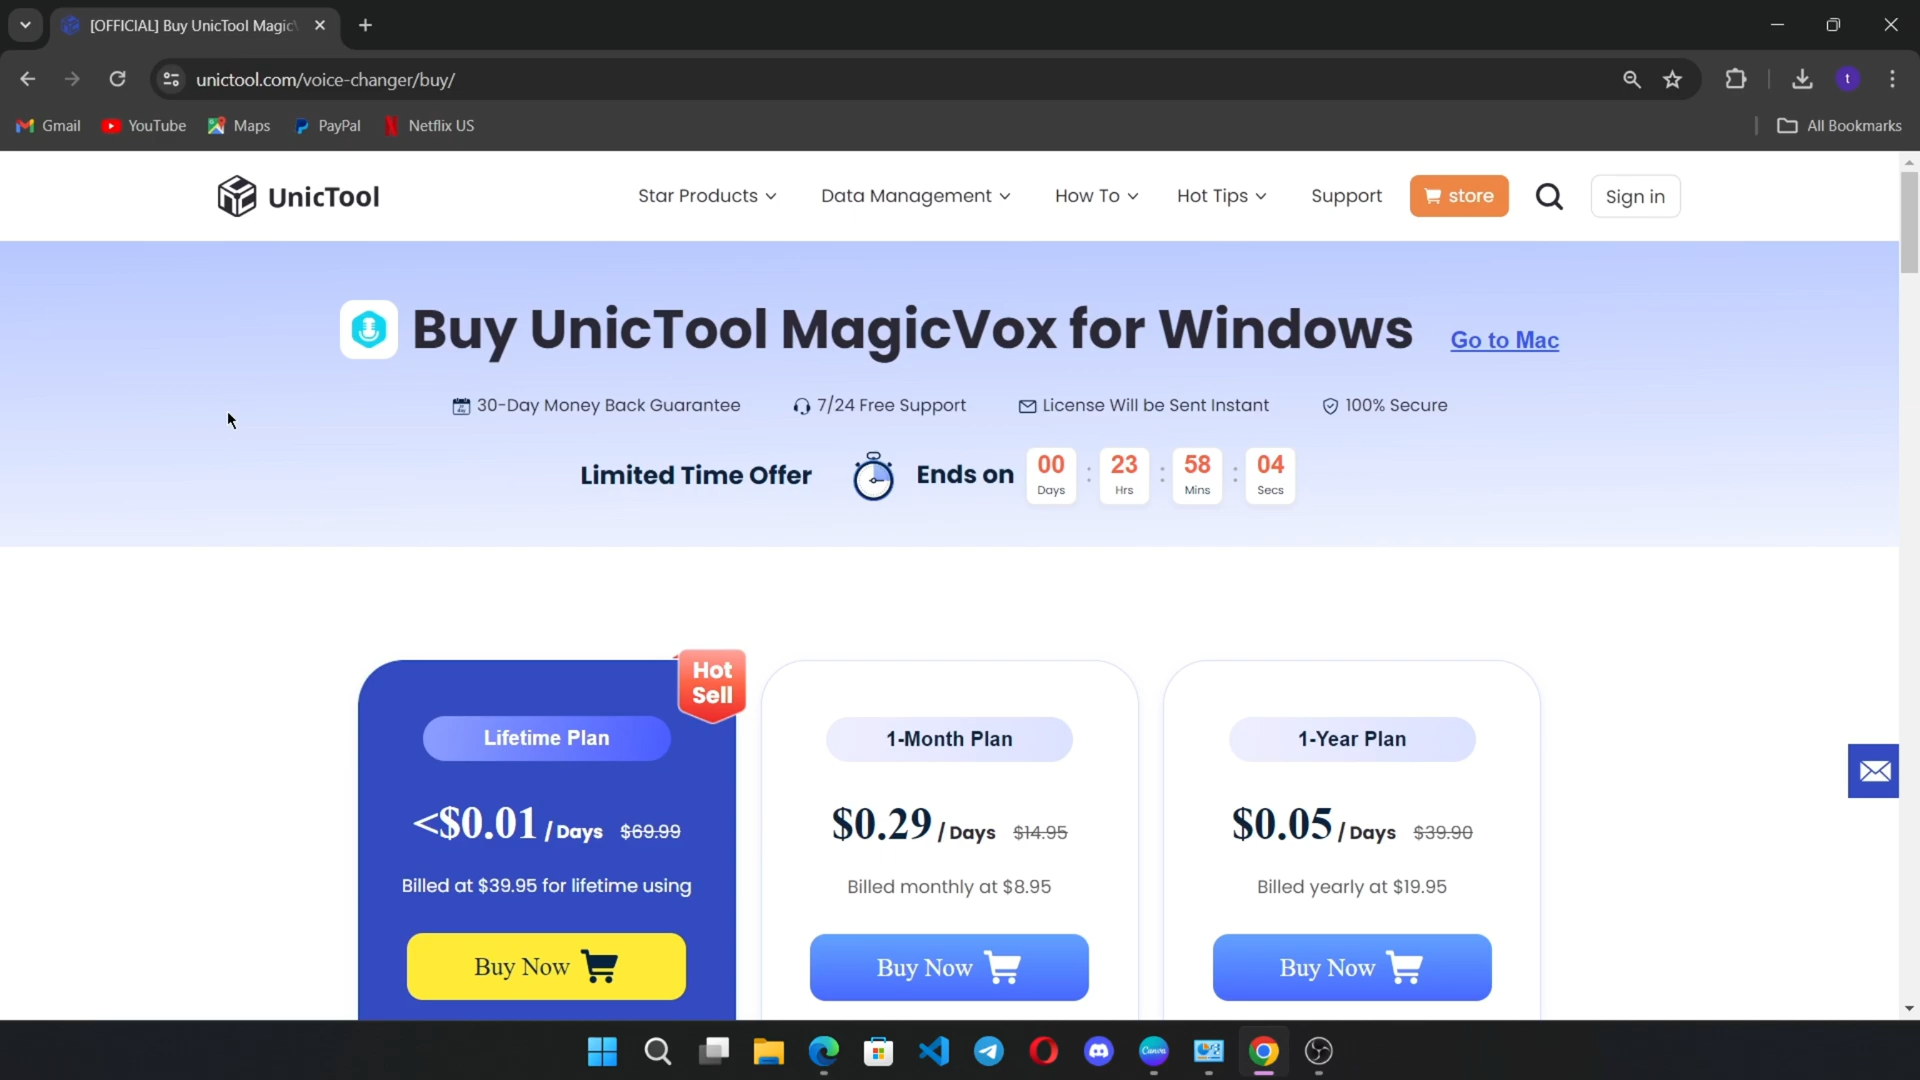 [OFFICIAL] Buy UnicTool Magic
unictool.com/voice-changer/buy/
t
Gmail
YouTube
Maps
PayPal
Netflix US
All Bookmarks
UnicTool
Star Products
Data Management
How To
Hot Tips
Support
store
Sign in
Buy UnicTool MagicVox for Windows
Go to Mac
30-Day Money Back Guarantee
7/24 Free Support
License Will be Sent Instant
100% Secure
Limited Time Offer
Ends on
00 : 23 : 58 : 04
Days Hrs Mins Secs
Hot
Sell
Lifetime Plan
<$0.01 / Days $69.99
Billed at $39.95 for lifetime using
Buy Now
1-Month Plan
$0.29 / Days $14.95
Billed monthly at $8.95
Buy Now
1-Year Plan
$0.05 / Days $39.90
Billed yearly at $19.95
Buy Now
Canva